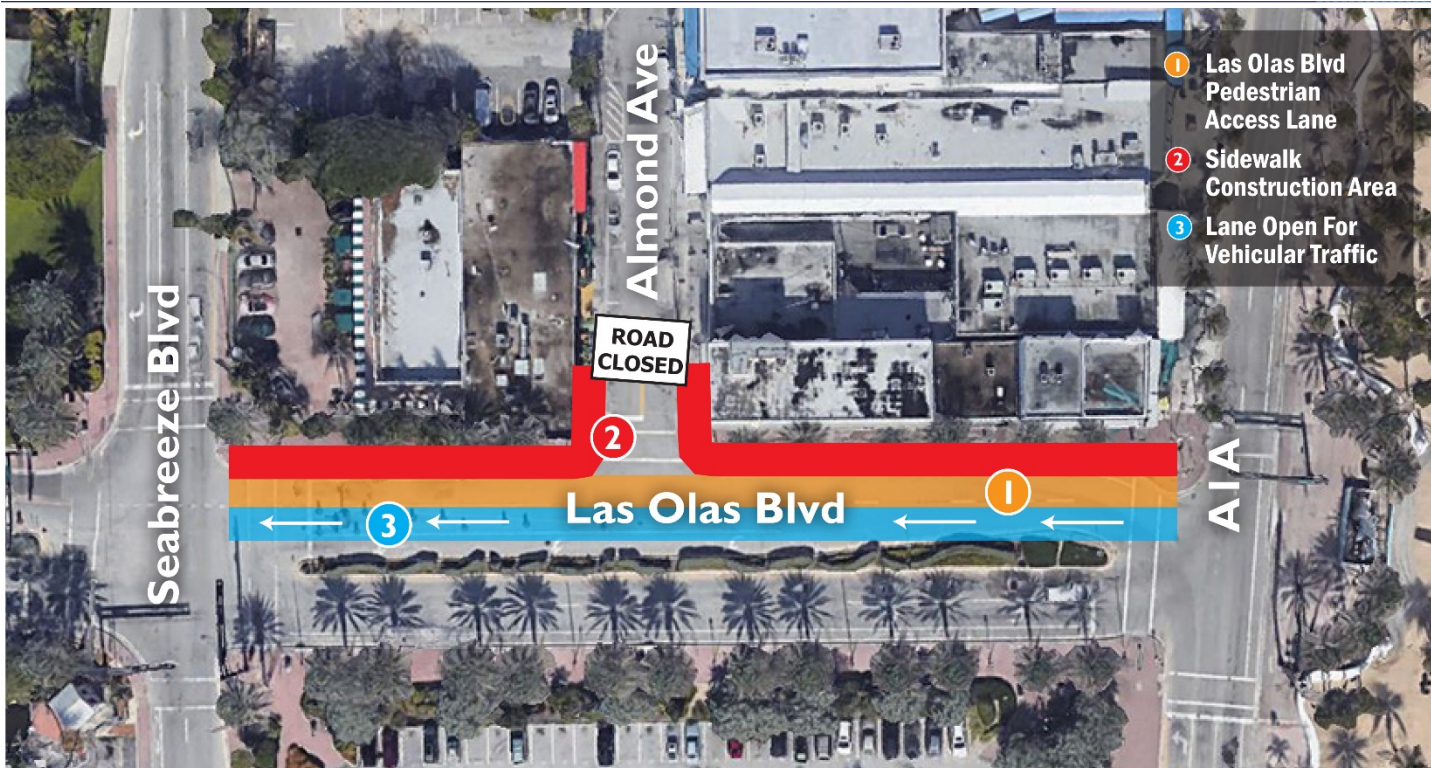 Almond Ave
1
Las Olas Blvd
Pedestrian
Access Lane
2
Sidewalk
Construction Area
3
Lane Open For
Vehicular Traffic
Seabreeze Blvd
ROAD
CLOSED
2
1
Las Olas Blvd
3
A1A